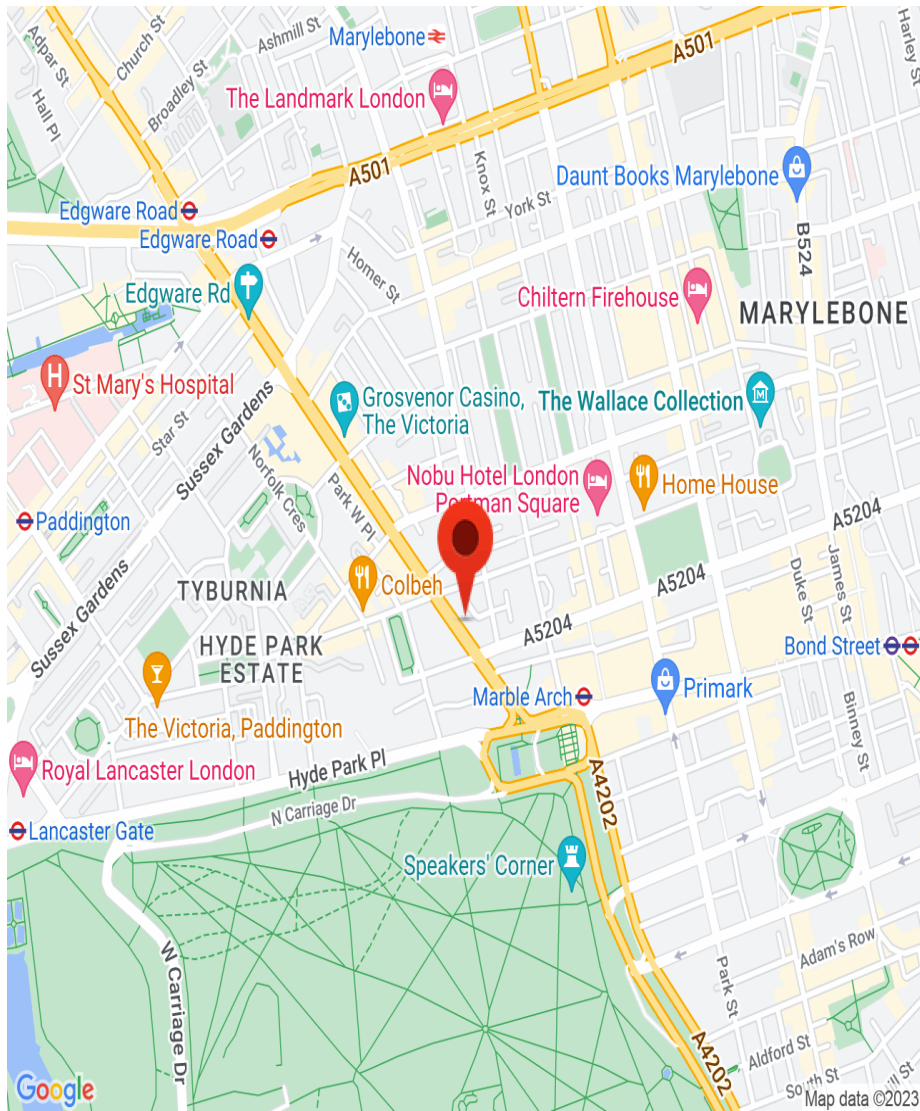 Adpar St
Church St
Ashmill St
Marylebone
Harley St
A501
Broadley St
Hall Pl
The Landmark London
A501
Knox St
Daunt Books Marylebone
York St
Edgware Road
Edgware Road
B524
Homer St
Edgware Rd
Chiltern Firehouse
MARYLEBONE
St Mary's Hospital
Grosvenor Casino,
The Victoria
The Wallace Collection
Star St
Sussex Gardens
Norfolk Cres
Park W Pl
Nobu Hotel London
Portman Square
Home House
Paddington
A5204
TYBURNIA
Colbeh
A5204
Duke St
James St
Sussex Gardens
A5204
HYDE PARK
ESTATE
Bond Street
Marble Arch
Primark
Binney St
The Victoria, Paddington
Hyde Park Pl
Royal Lancaster London
N Carriage Dr
A4202
Lancaster Gate
Speakers' Corner
W Carriage Dr
Adam's Row
Park St
A4202
Aldford St
South St
Google
Map data ©2023